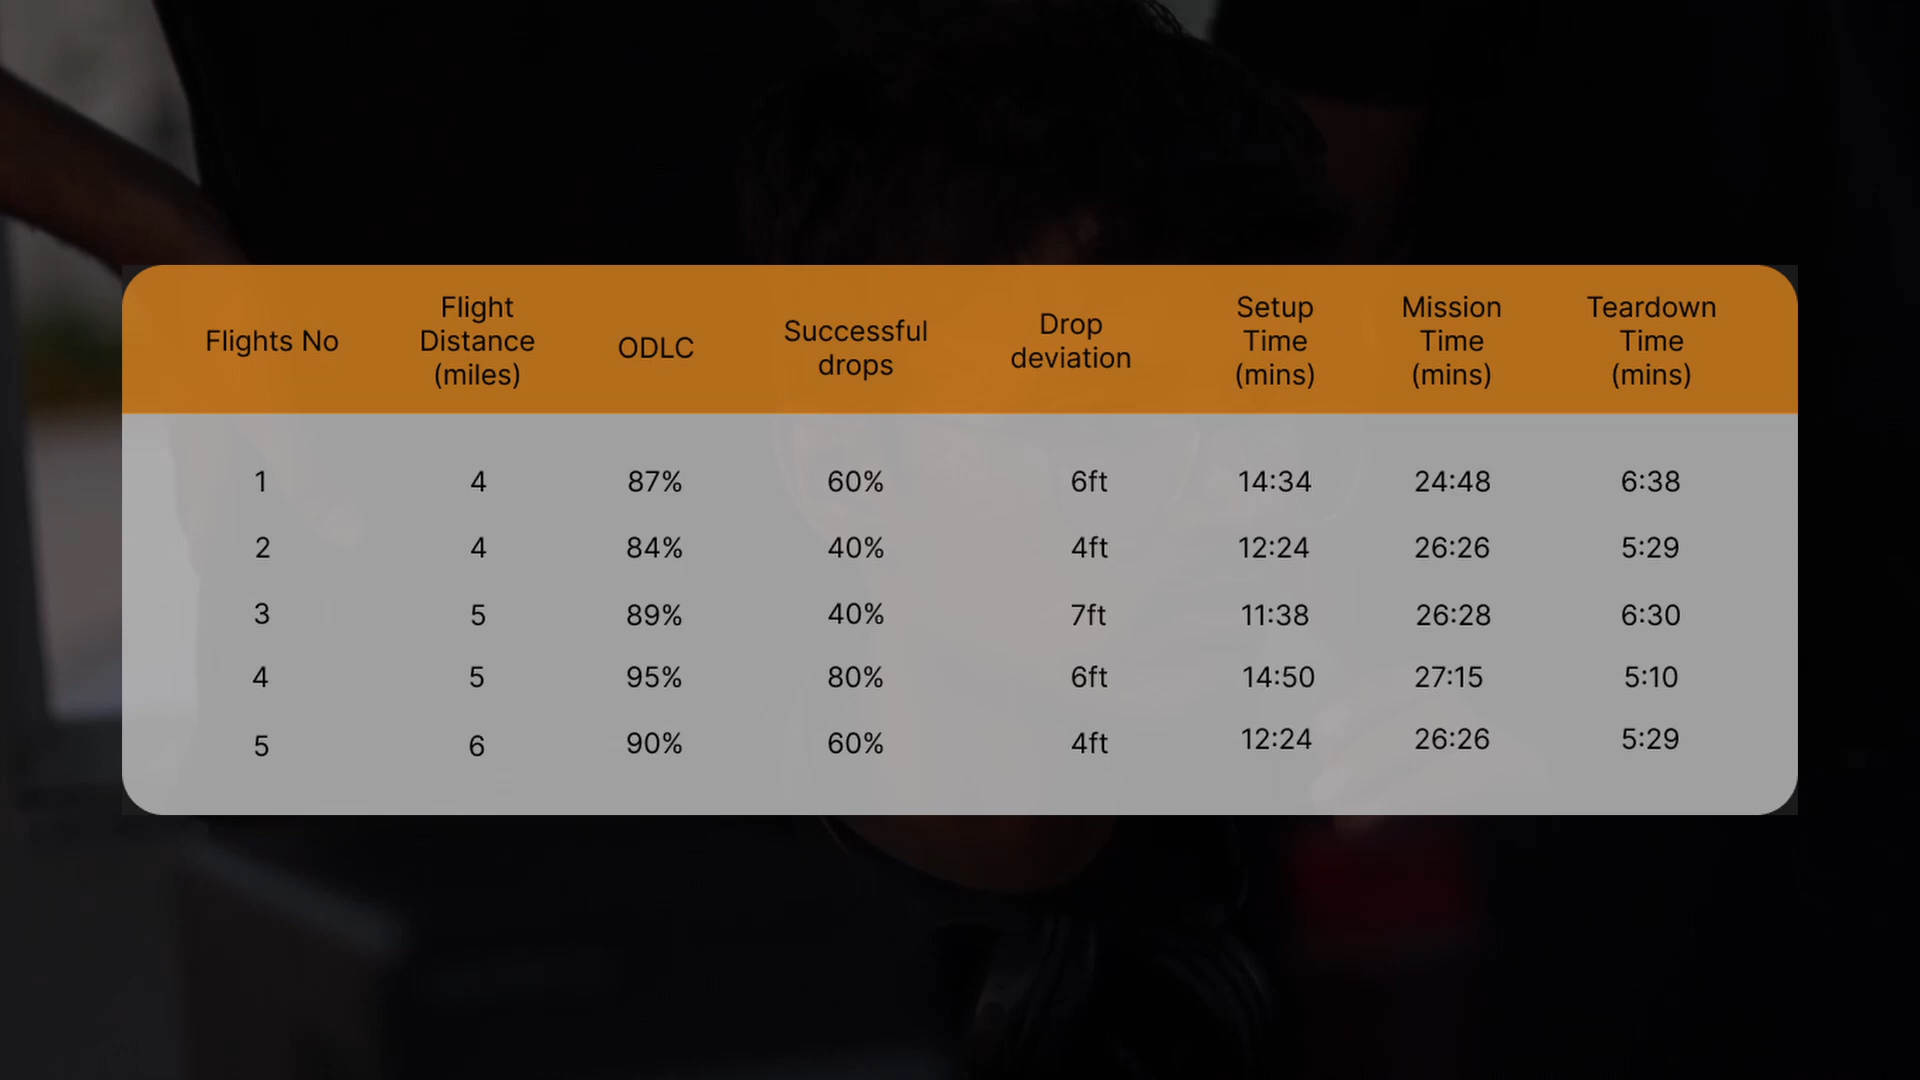 Flights No
Flight
Distance
(miles)
ODLC
Successful
drops
Drop
deviation
Setup
Time
(mins)
Mission
Time
(mins)
Teardown
Time
(mins)
1 4 87% 60% 6ft 14:34 24:48 6:38
2 4 84% 40% 4ft 12:24 26:26 5:29
3 5 89% 40% 7ft 11:38 26:28 6:30
4 5 95% 80% 6ft 14:50 27:15 5:10
5 6 90% 60% 4ft 12:24 26:26 5:29